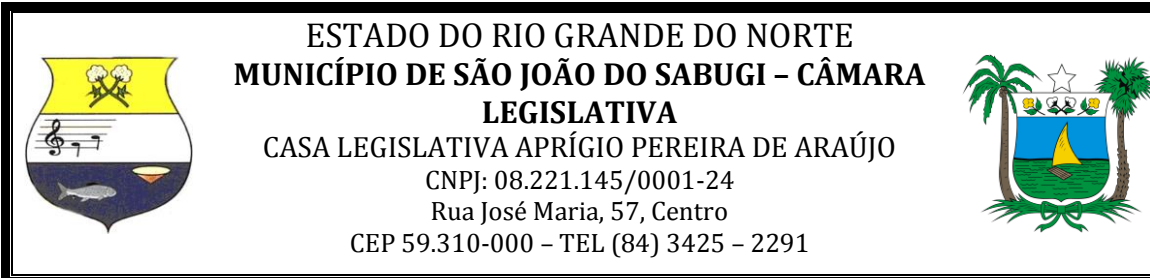 ESTADO DO RIO GRANDE DO NORTE
MUNICÍPIO DE SÃO JOÃO DO SABUGI – CÂMARA
LEGISLATIVA
CASA LEGISLATIVA APRÍGIO PEREIRA DE ARAÚJO
CNPJ: 08.221.145/0001-24
Rua José Maria, 57, Centro
CEP 59.310-000 – TEL (84) 3425 – 2291